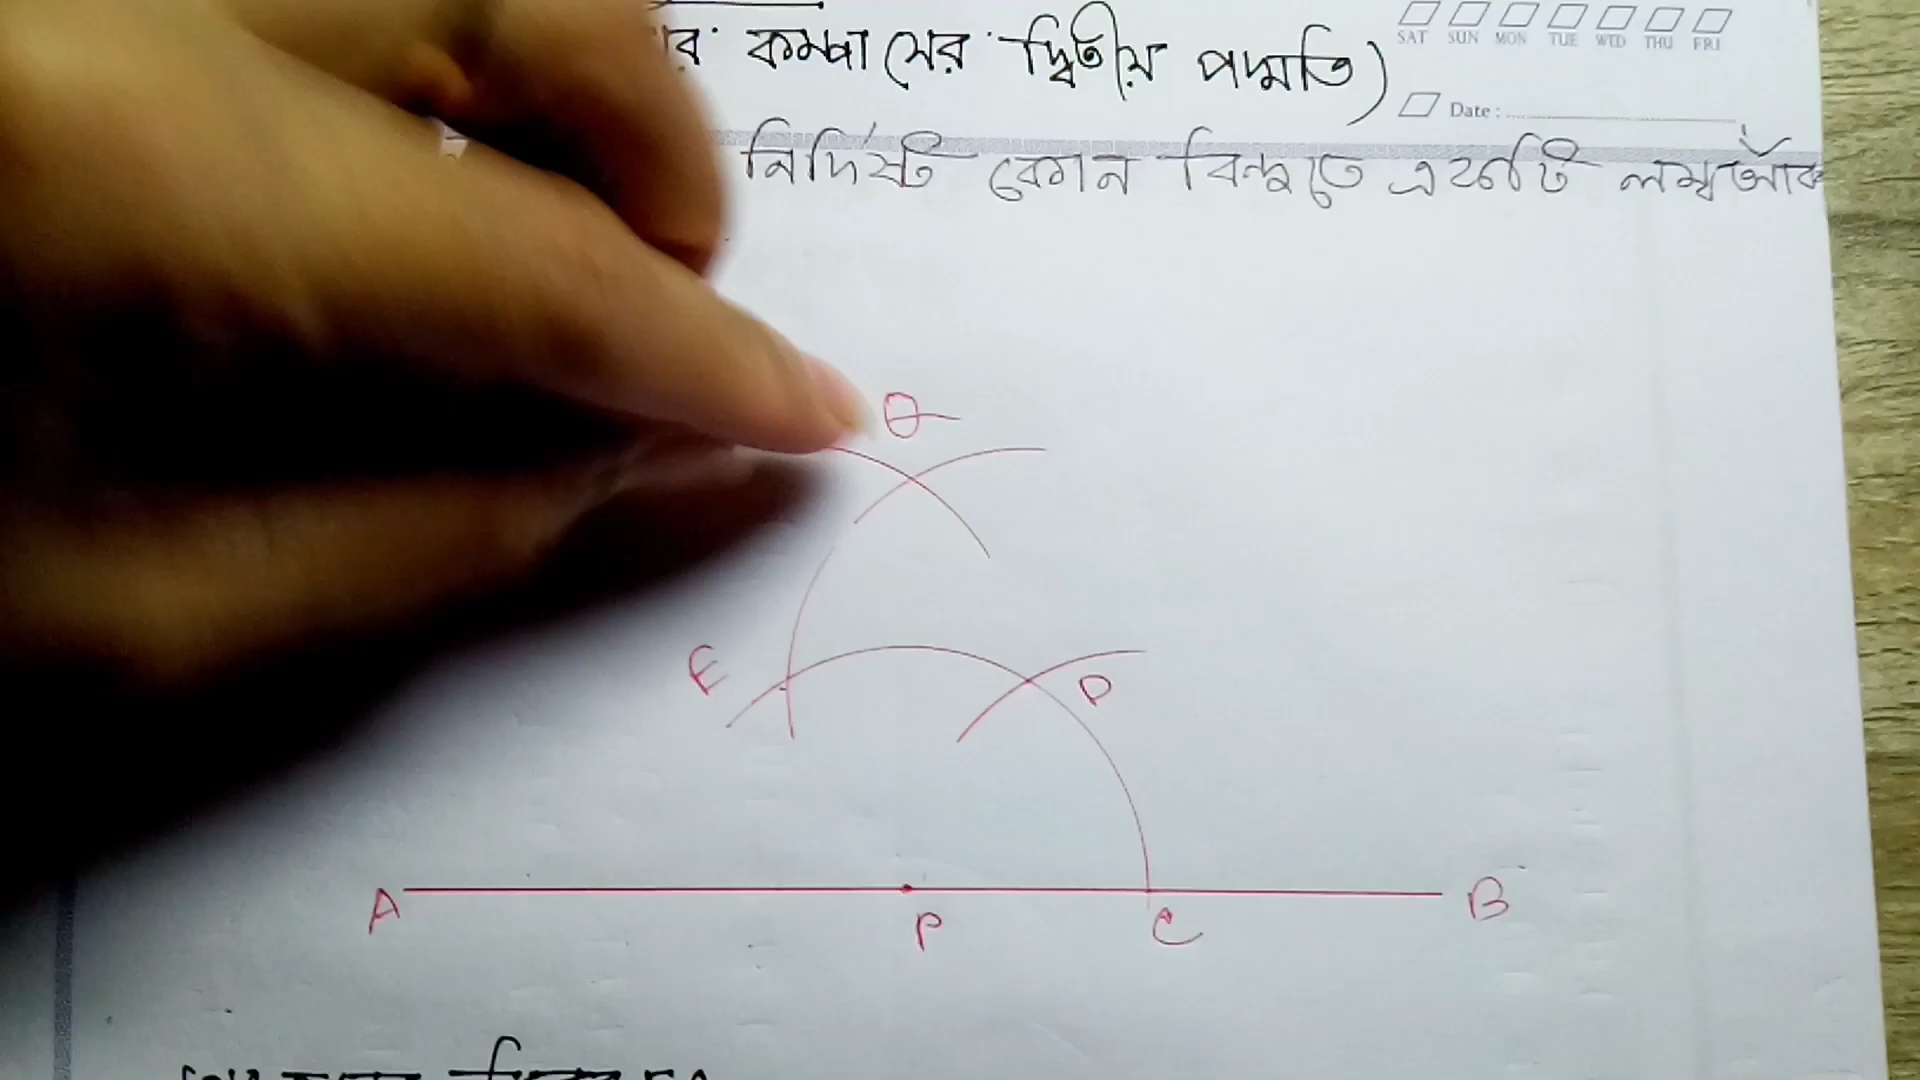 কম্পাসের দ্বিতীয় পদ্ধতি)
SAT SUN MON TUE WED THU FRI
Date :
নির্দিষ্ট কোন বিন্দুতে একটি লম্ব আঁক
Q
E
D
A
P
C
B